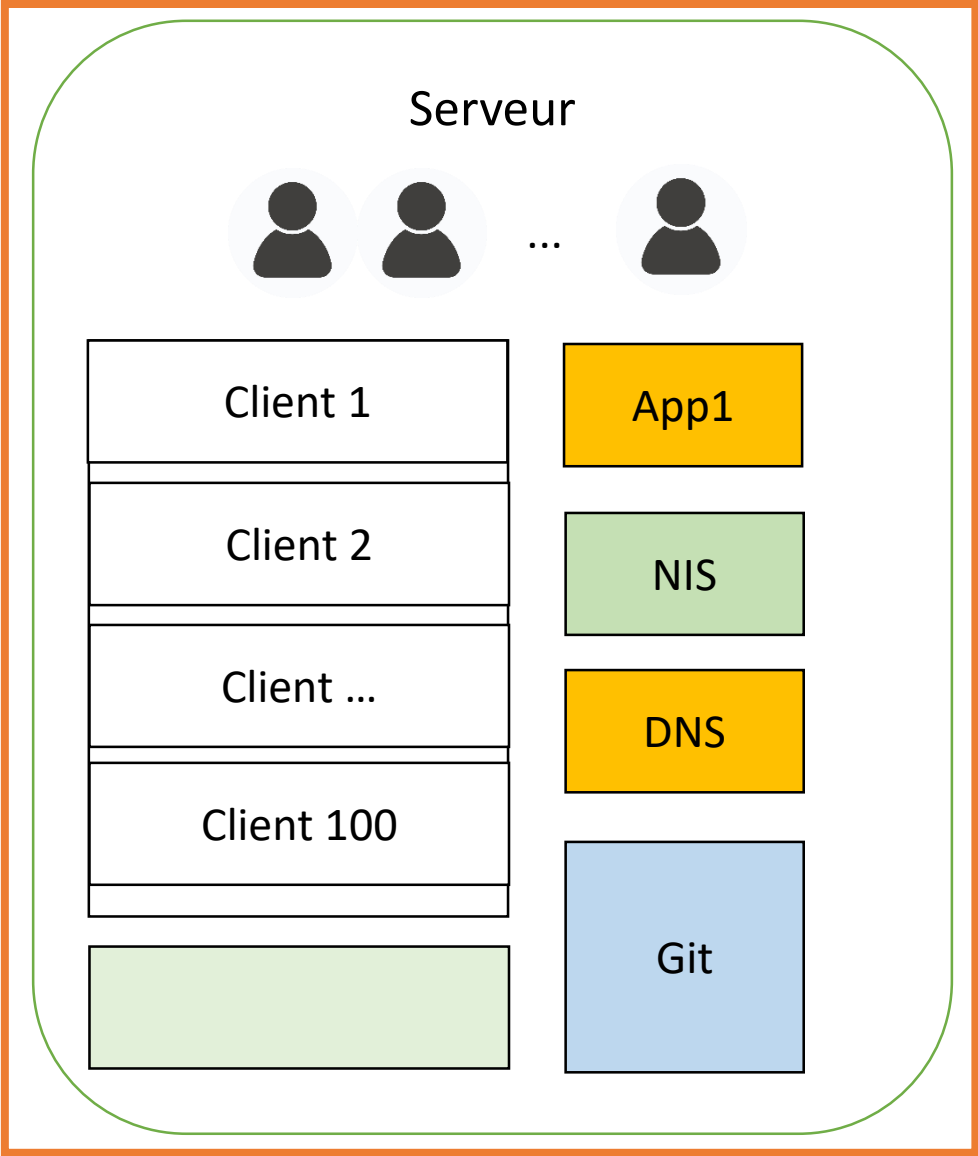 Serveur
...
Client 1
Client 2
Client ...
Client 100
App1
NIS
DNS
Git